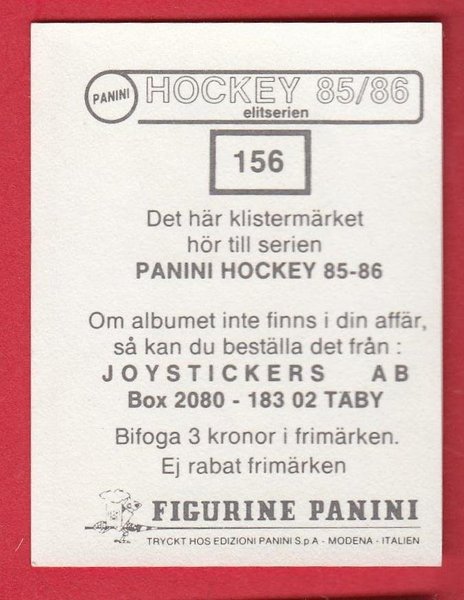 PANINI HOCKEY 85/86
elitserien
156
Det här klistermärket
hör till serien
PANINI HOCKEY 85-86
Om albumet inte finns i din affär,
så kan du beställa det från :
JOYSTICKERS AB
Box 2080 - 183 02 TÄBY
Bifoga 3 kronor i frimärken.
Ej rabat frimärken
FIGURINE PANINI
TRYCKT HOS EDIZIONI PANINI S.p.A - MODENA - ITALIEN